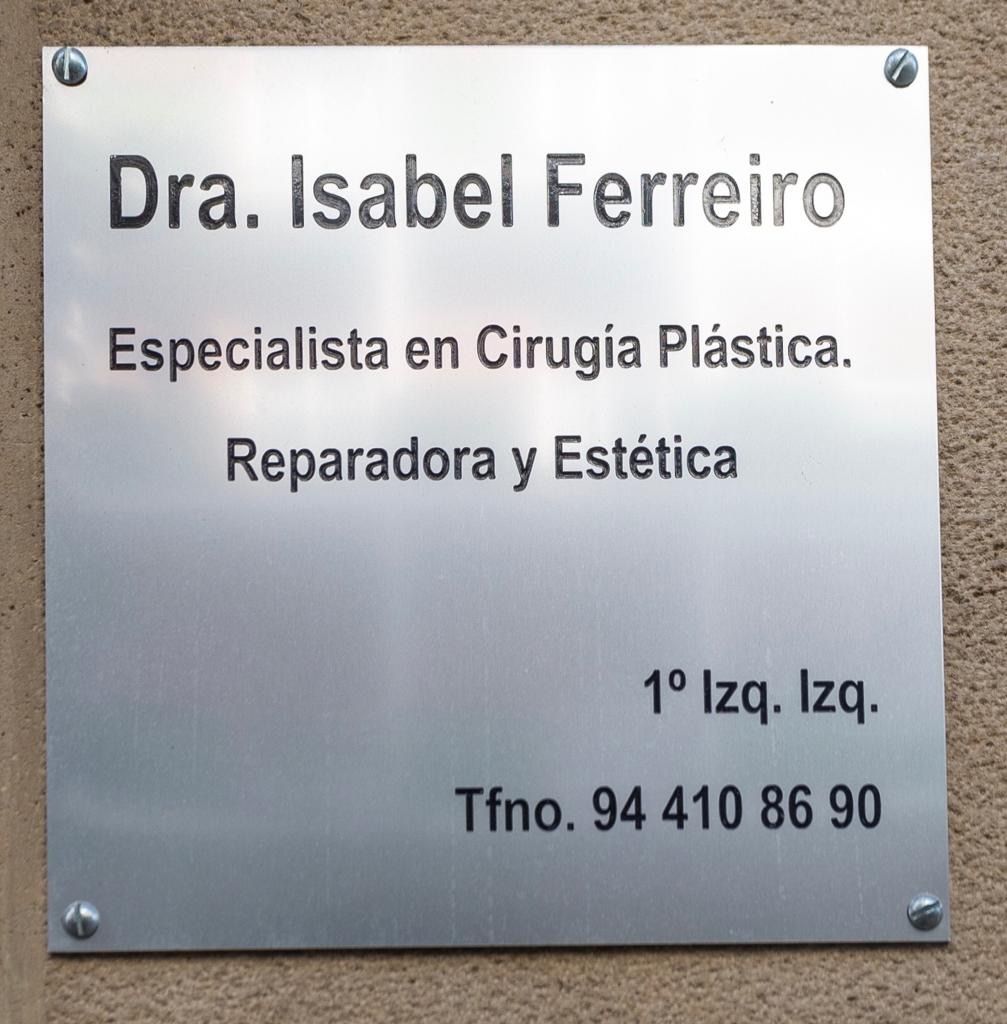 Dra. Isabel Ferreiro
Especialista en Cirugía Plástica.
Reparadora y Estética
1º Izq. Izq.
Tfno. 94 410 86 90